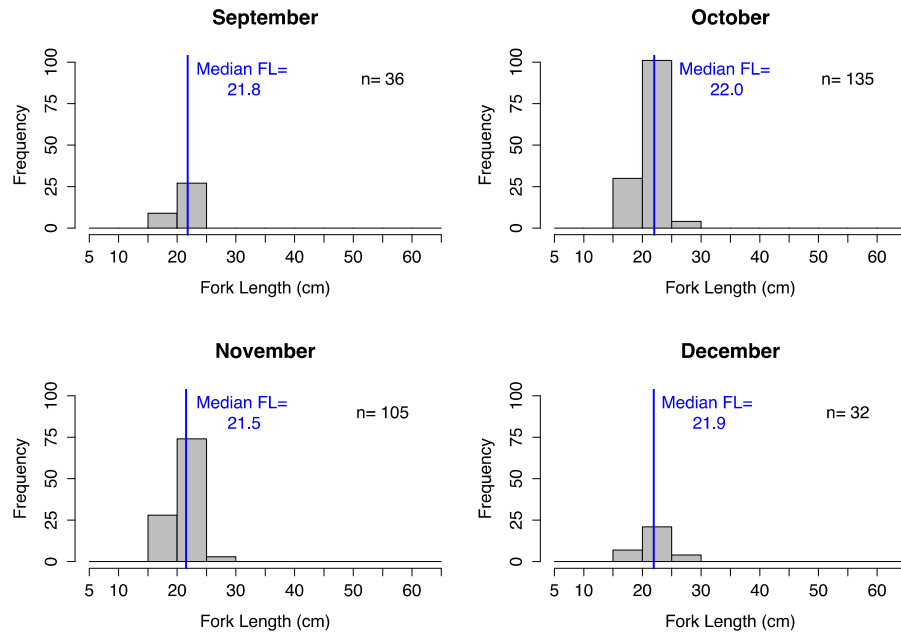 September
Median FL=
21.8
n= 36
Frequency
0
25
50
75
100
5 10 20 30 40 50 60
Fork Length (cm)
October
Median FL=
22.0
n= 135
Frequency
0
25
50
75
100
5 10 20 30 40 50 60
Fork Length (cm)
November
Median FL=
21.5
n= 105
Frequency
0
25
50
75
100
5 10 20 30 40 50 60
Fork Length (cm)
December
Median FL=
21.9
n= 32
Frequency
0
25
50
75
100
5 10 20 30 40 50 60
Fork Length (cm)